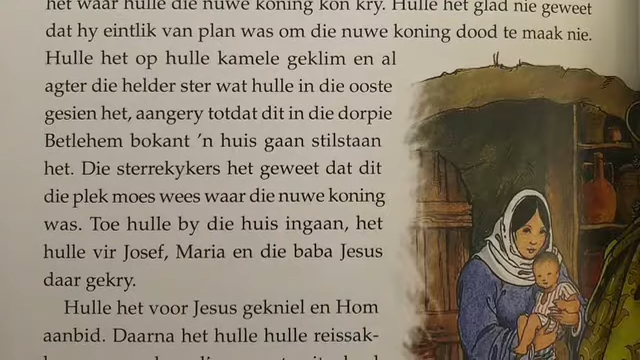 het waar hulle die nuwe koning kon kry. Hulle het glad nie geweet
dat hy eintlik van plan was om die nuwe koning dood te maak nie.
Hulle het op hulle kamele geklim en al
agter die helder ster wat hulle in die ooste
gesien het, aangery totdat dit in die dorpie
Betlehem bokant ’n huis gaan stilstaan
het. Die sterrekykers het geweet dat dit
die plek moes wees waar die nuwe koning
was. Toe hulle by die huis ingaan, het
hulle vir Josef, Maria en die baba Jesus
daar gekry.
Hulle het voor Jesus gekniel en Hom
aanbid. Daarna het hulle hulle reissak-